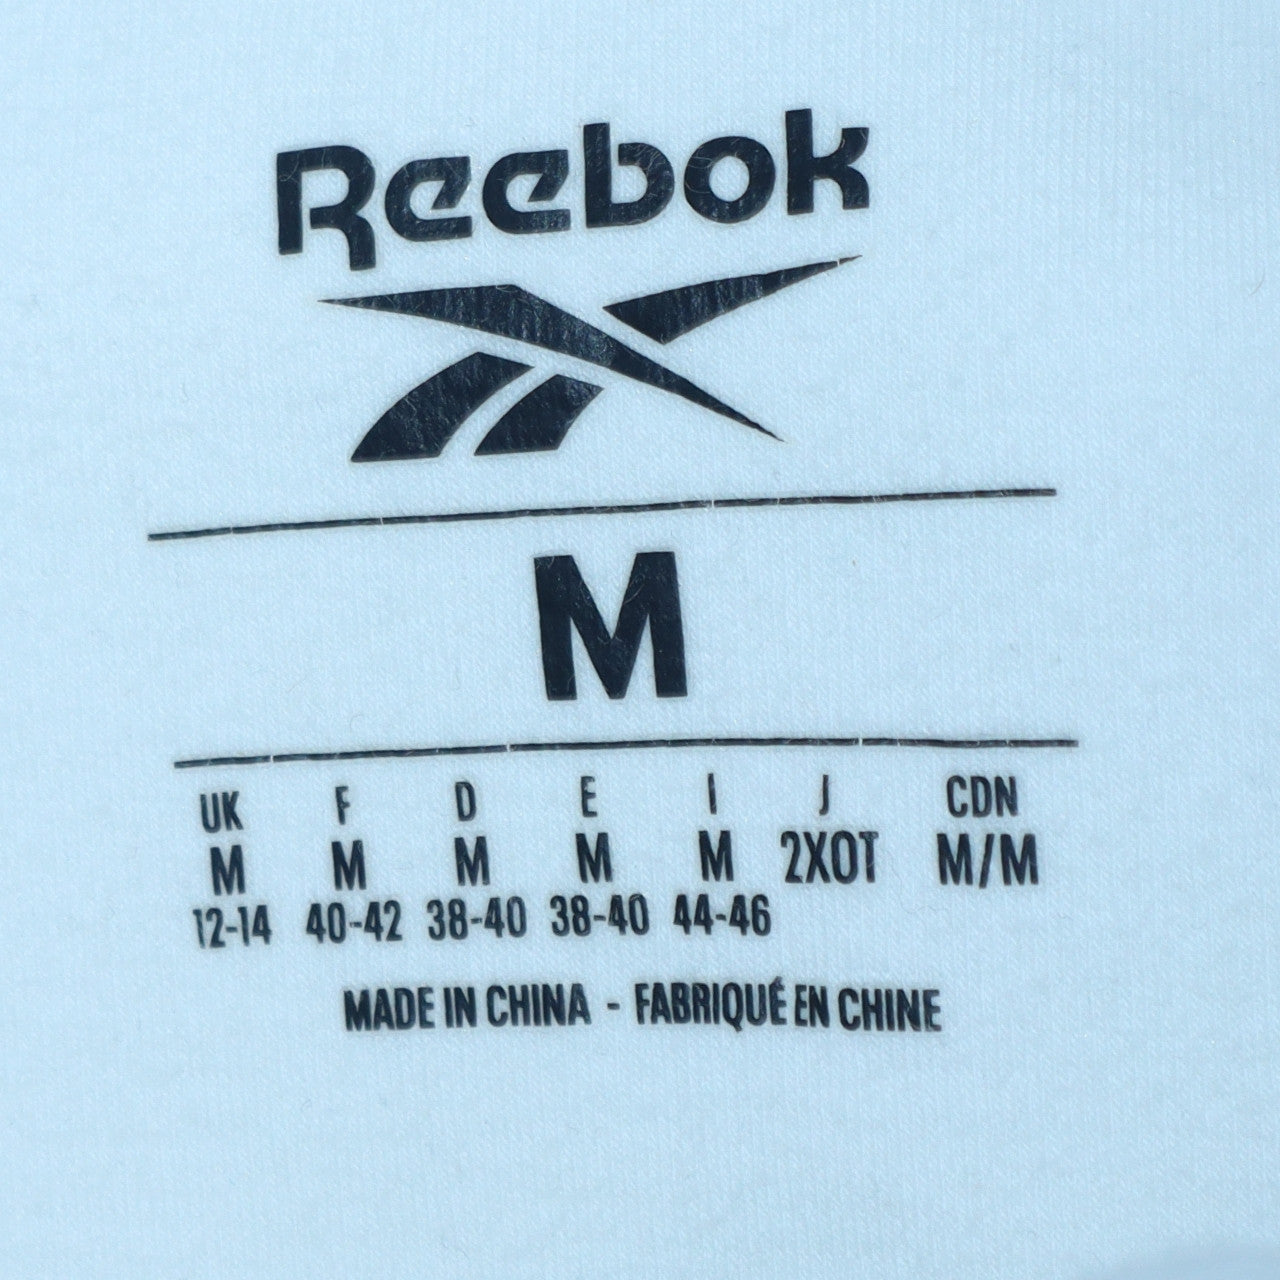 Reebok
M
UK F D E I J CDN
M M M M M 2XOT M/M
12-14 40-42 38-40 38-40 44-46
MADE IN CHINA - FABRIQUÉ EN CHINE